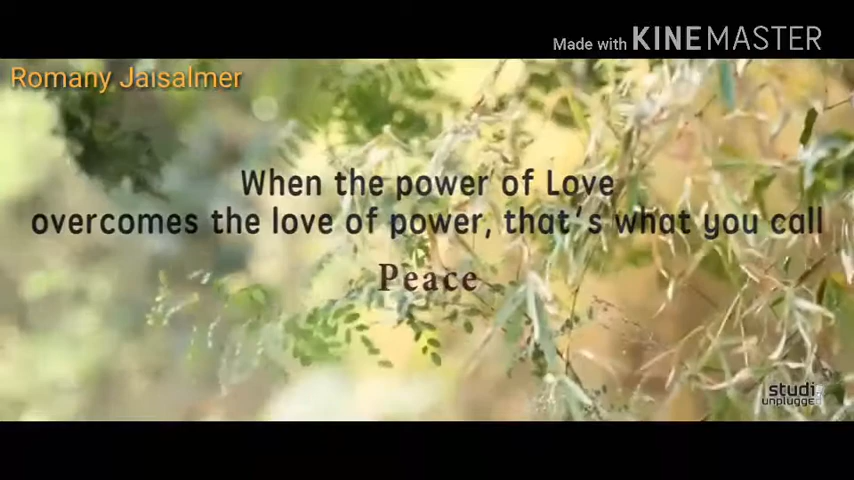 Made with KINEMASTER
Romany Jaisalmer
When the power of Love
overcomes the love of power, that's what you call
Peace
studio
unplugged